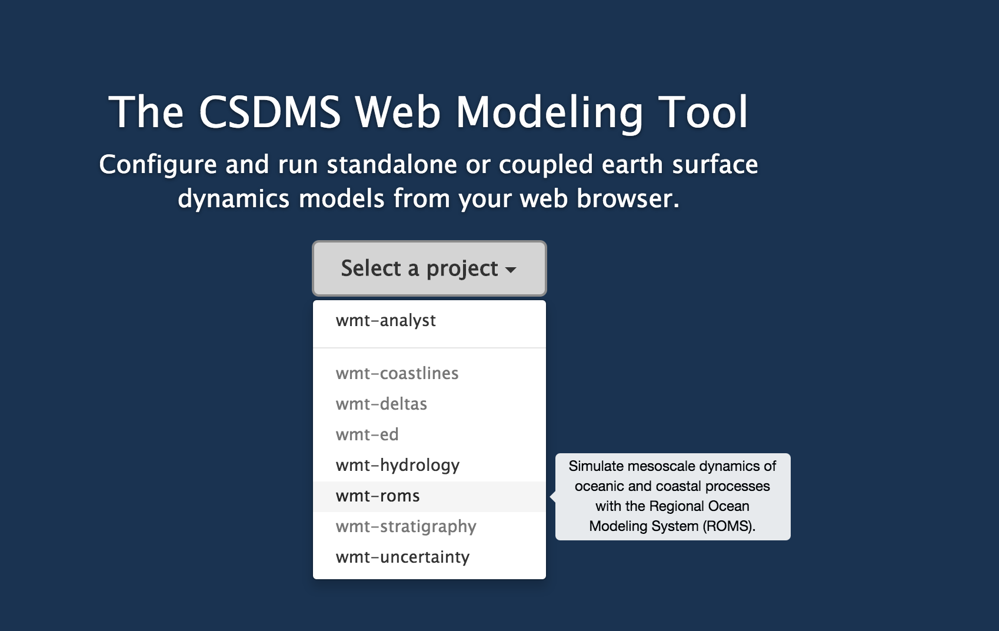 The CSDMS Web Modeling Tool
Configure and run standalone or coupled earth surface
dynamics models from your web browser.
Select a project
wmt-analyst
wmt-coastlines
wmt-deltas
wmt-ed
wmt-hydrology
wmt-roms
Simulate mesoscale dynamics of
oceanic and coastal processes
with the Regional Ocean
Modeling System (ROMS).
wmt-stratigraphy
wmt-uncertainty